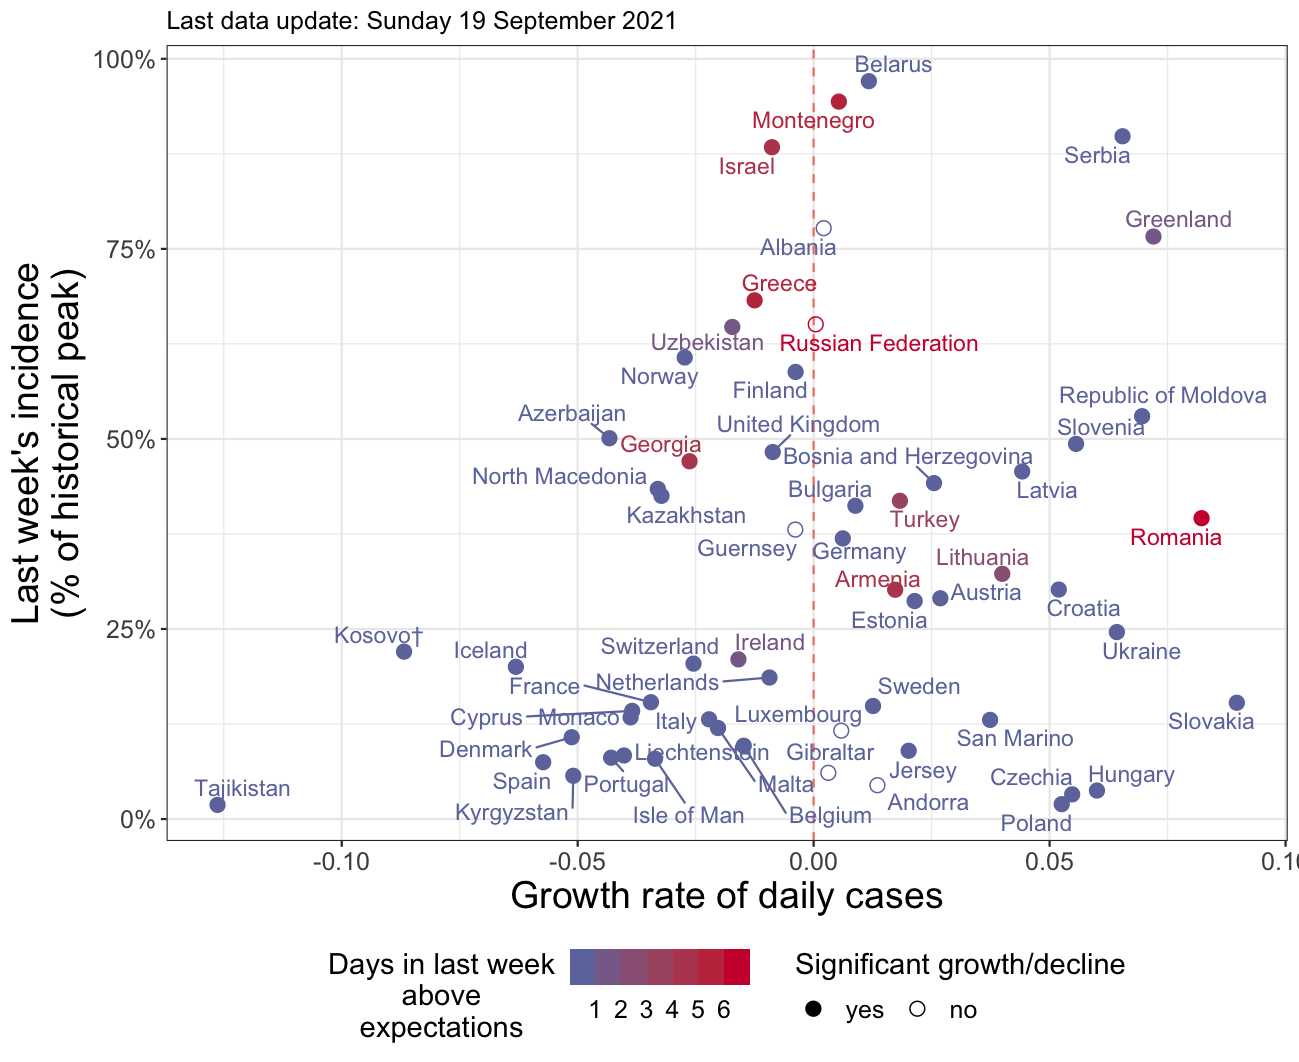 Last data update: Sunday 19 September 2021
Last week's incidence
(% of historical peak)
100%
75%
50%
25%
0%
Belarus
Montenegro
Serbia
Israel
Greenland
Albania
Greece
Uzbekistan
Russian Federation
Norway
Finland
Republic of Moldova
Azerbaijan
United Kingdom
Slovenia
Georgia
Bosnia and Herzegovina
North Macedonia
Bulgaria
Latvia
Kazakhstan
Turkey
Romania
Guernsey
Germany
Lithuania
Armenia
Austria
Croatia
Estonia
Kosovo†
Ireland
Iceland
Switzerland
Ukraine
France
Netherlands
Sweden
Cyprus
Monaco
Italy
Luxembourg
Slovakia
San Marino
Denmark
Liechtenstein
Gibraltar
Jersey
Spain
Portugal
Malta
Czechia
Hungary
Tajikistan
Andorra
Kyrgyzstan
Isle of Man
Belgium
Poland
-0.10
-0.05
0.00
0.05
0.10
Growth rate of daily cases
Days in last week
above
expectations
1 2 3 4 5 6
Significant growth/decline
yes
no